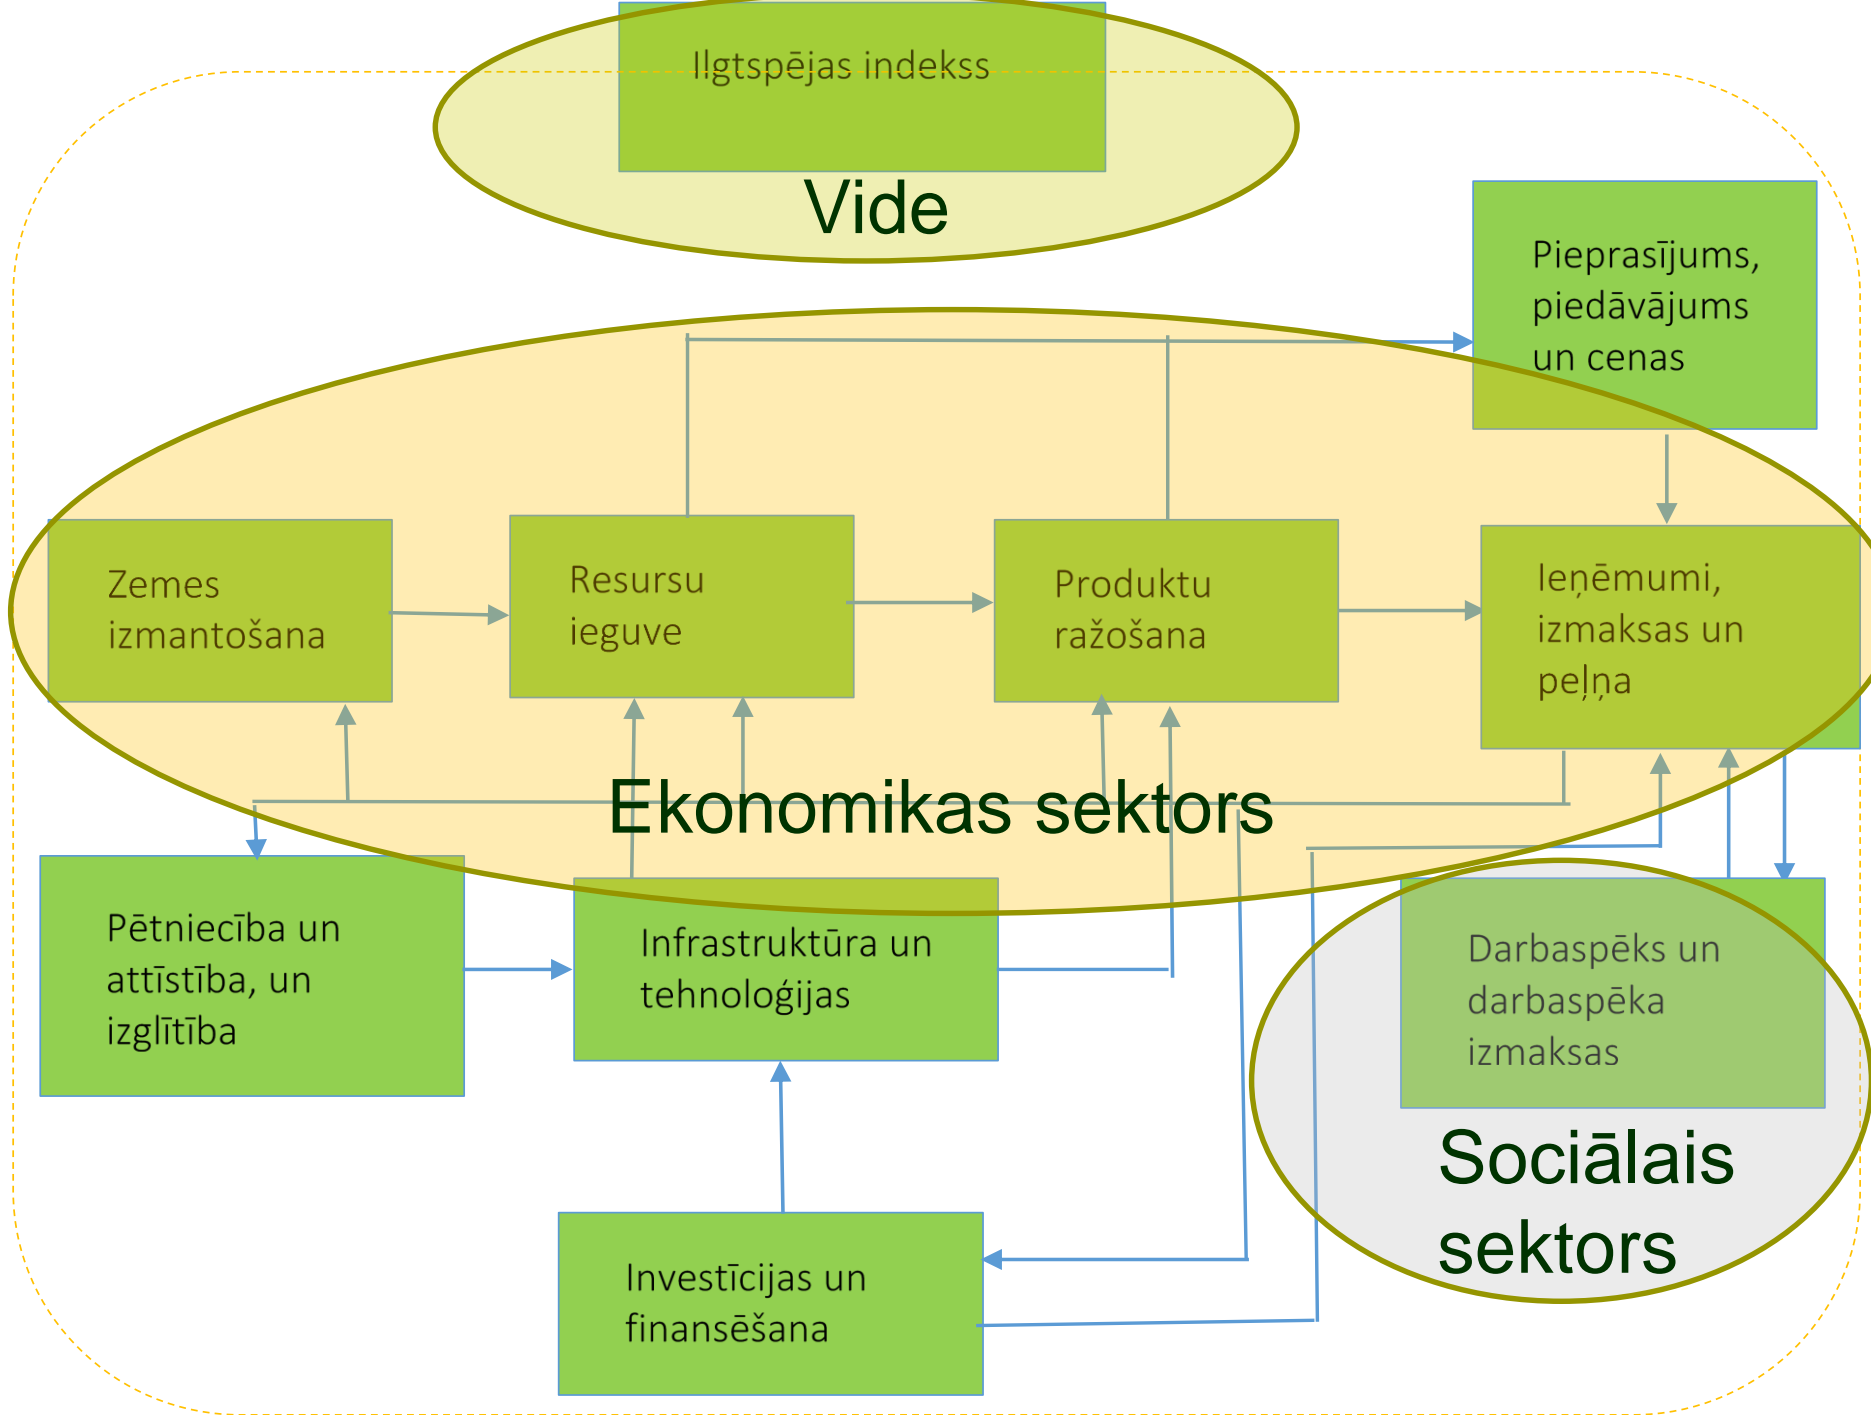 Ilgtspējas indekss
Vide
Pieprasījums,
piedāvājums
un cenas
Zemes
izmantošana
Resursu
ieguve
Produktu
ražošana
Ieņēmumi,
izmaksas un
peļņa
Ekonomikas sektors
Pētniecība un
attīstība, un
izglītība
Infrastruktūra un
tehnoloģijas
Darbaspēks un
darbaspēka
izmaksas
Sociālais
sektors
Investīcijas un
finansēšana